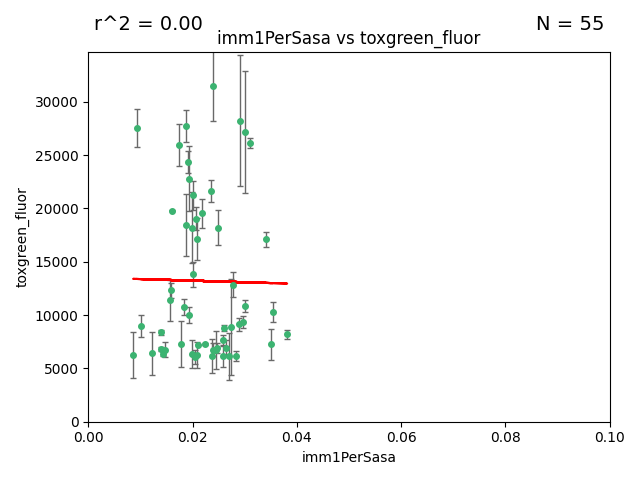 r^2 = 0.00
N = 55
imm1PerSasa vs toxgreen_fluor
toxgreen_fluor
30000
25000
20000
15000
10000
5000
0
0.00 0.02 0.04 0.06 0.08 0.10
imm1PerSasa